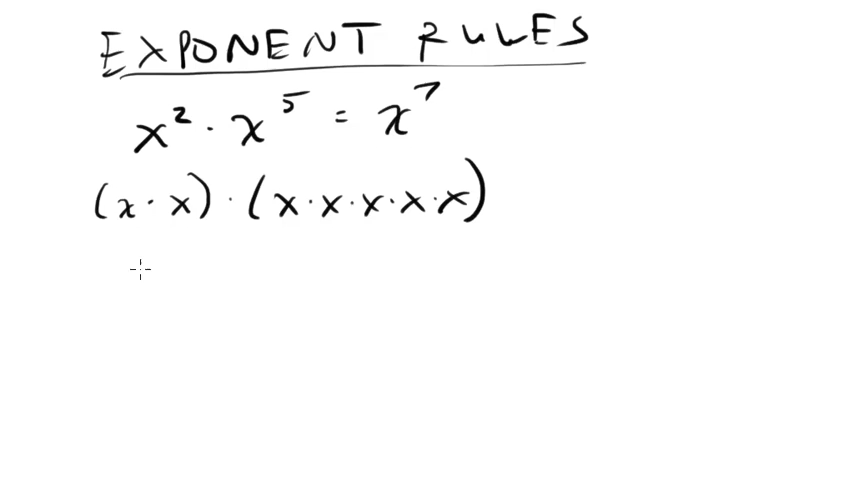 EXPONENT RULES
x² · x⁵ = x⁷
(x · x) · (x · x · x · x · x)